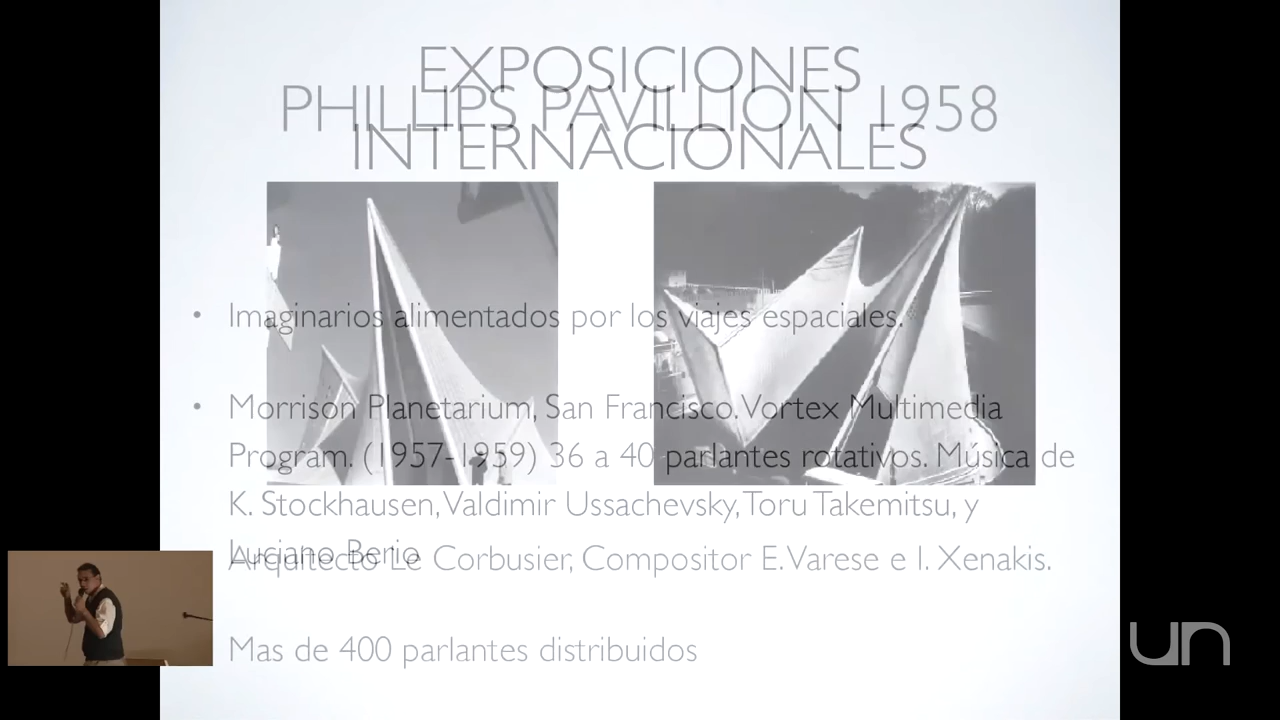 EXPOSICIONES
PHILLIPS PAVILLION 1958
INTERNACIONALES
• Imaginarios alimentados por los viajes espaciales.
• Morrison Planetarium, San Francisco. Vortex Multimedia
Program. (1957-1959) 36 a 40 parlantes rotativos. Música de
K. Stockhausen, Valdimir Ussachevsky, Toru Takemitsu, y
Luciano Berio
Arquitecto Le Corbusier, Compositor E. Varese e I. Xenakis.
Mas de 400 parlantes distribuidos
un